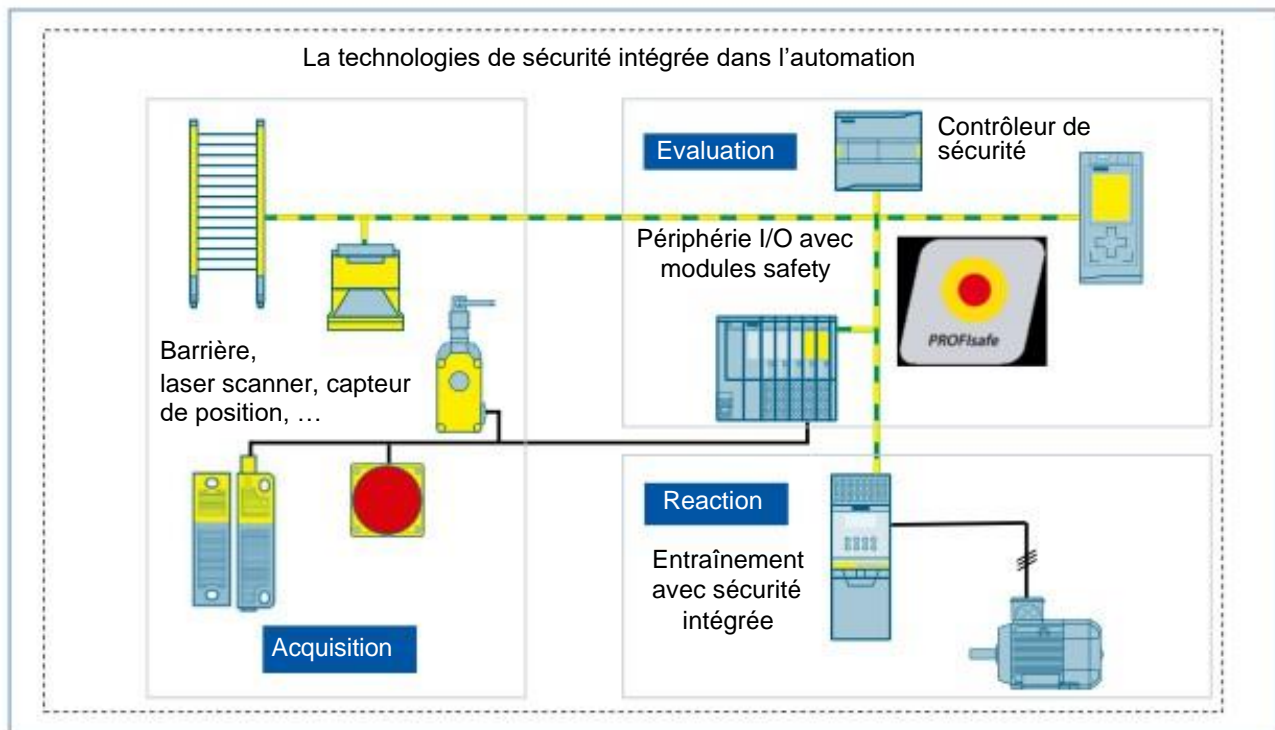 La technologies de sécurité intégrée dans l’automation
Evaluation
Contrôleur de
sécurité
Périphérie I/O avec
modules safety
PROFIsafe
Barrière,
laser scanner, capteur
de position, …
Reaction
Entraînement
avec sécurité
intégrée
Acquisition